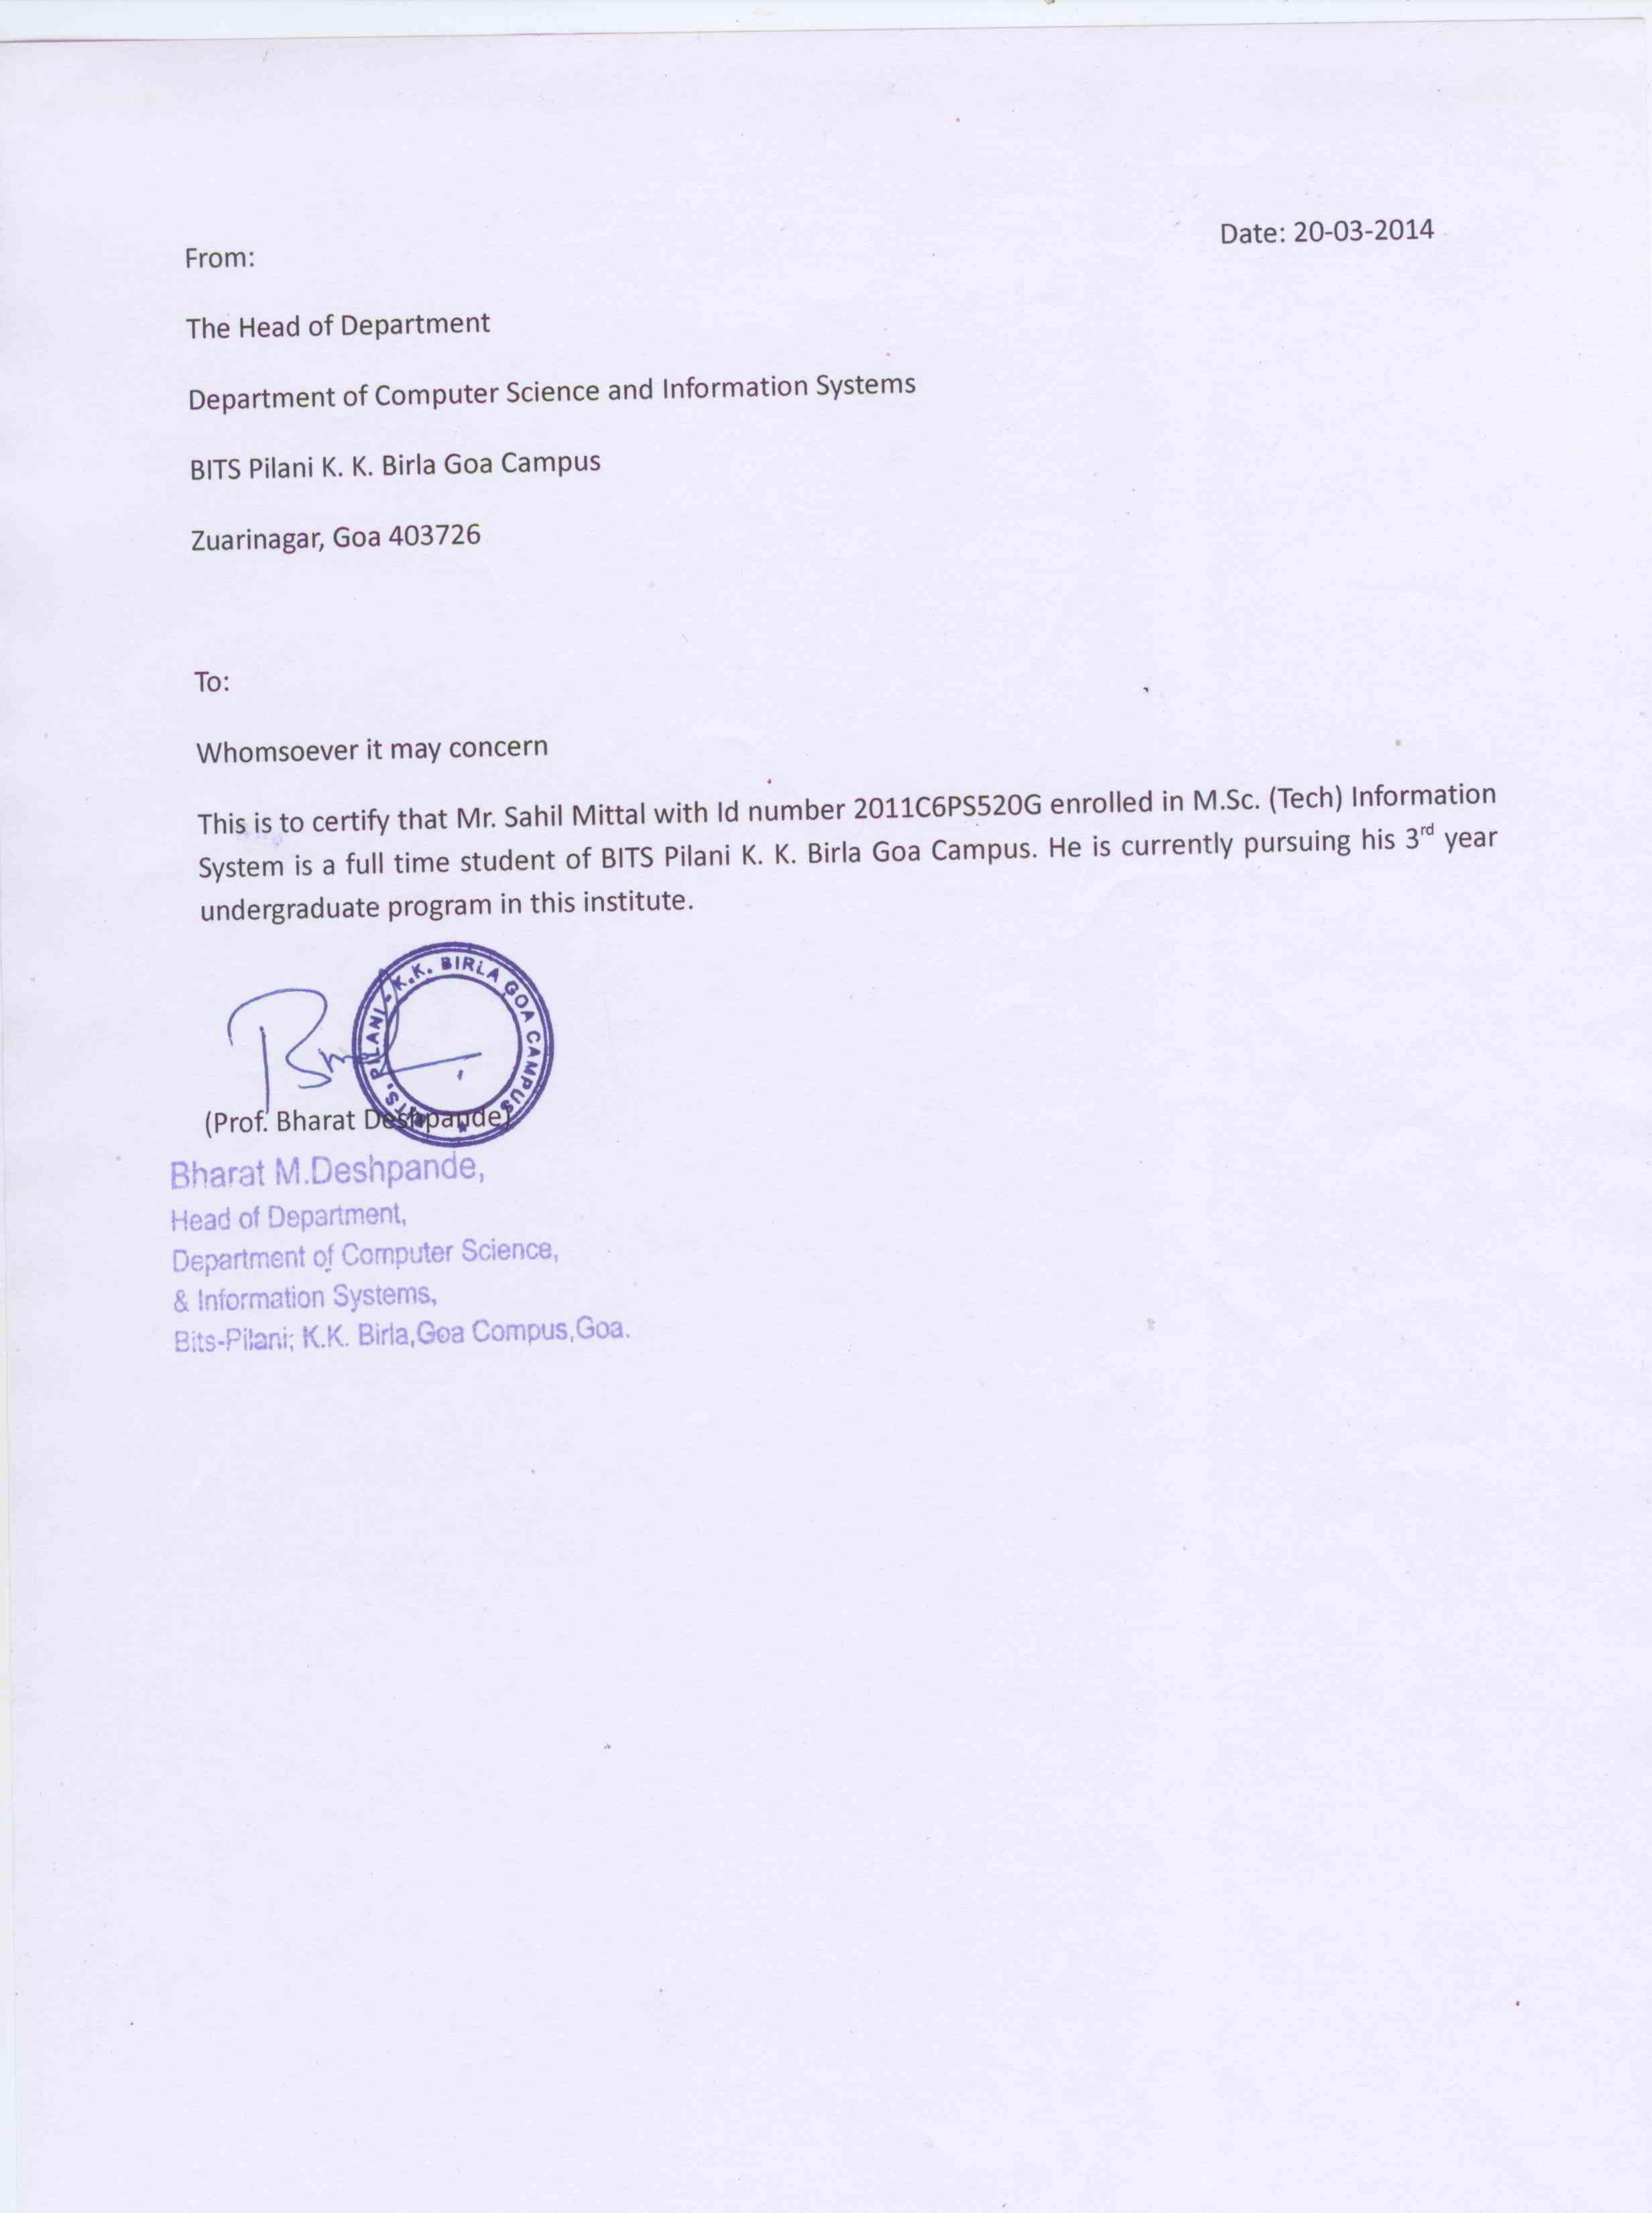 Date: 20-03-2014
From:
The Head of Department
Department of Computer Science and Information Systems
BITS Pilani K. K. Birla Goa Campus
Zuarinagar, Goa 403726
To:
Whomsoever it may concern
This is to certify that Mr. Sahil Mittal with Id number 2011C6PS520G enrolled in M.Sc. (Tech) Information
System is a full time student of BITS Pilani K. K. Birla Goa Campus. He is currently pursuing his 3rd year
undergraduate program in this institute.
BITS, PILANI - K.K. BIRLA GOA CAMPUS
(Prof. Bharat Deshpande)
Bharat M.Deshpande,
Head of Department,
Department of Computer Science,
& Information Systems,
Bits-Pilani; K.K. Birla,Goa Compus,Goa.